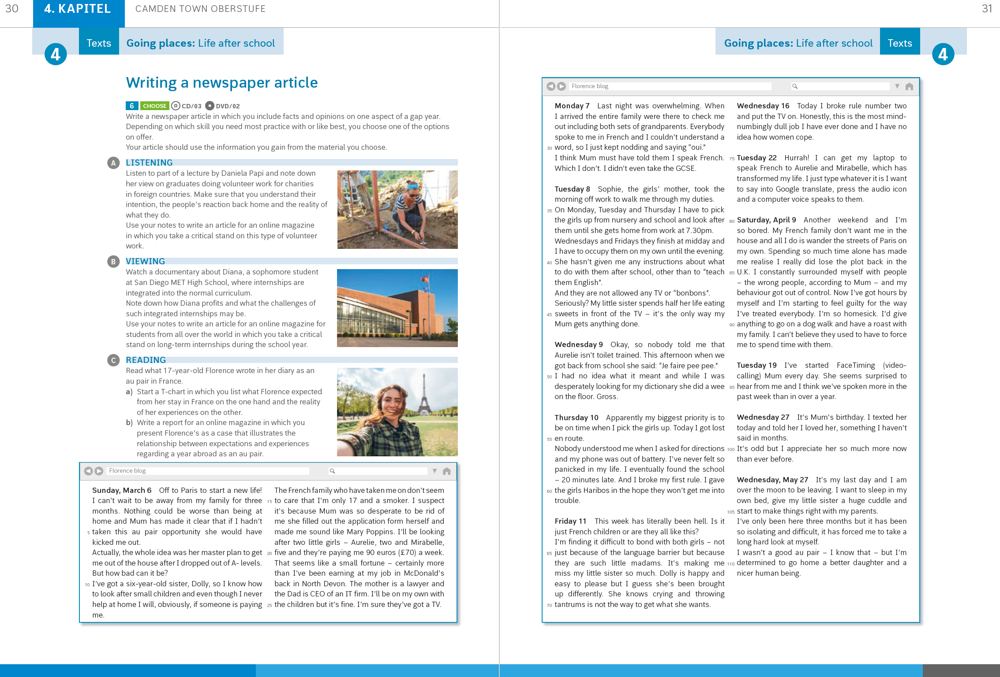 30
4. KAPITEL
CAMDEN TOWN OBERSTUFE
31
4
Texts
Going places: Life after school
Going places: Life after school
Texts
4
Writing a newspaper article
6 CHOOSE CD/03 DVD/02
Write a newspaper article in which you include facts and opinions on one aspect of a gap year.
Depending on which skill you need most practice with or like best, you choose one of the options
on offer.
Your article should use the information you gain from the material you choose.
A LISTENING
Listen to part of a lecture by Daniela Papi and note down
her view on graduates doing volunteer work for charities
in foreign countries. Make sure that you understand their
intention, the people's reaction back home and the reality of
what they do.
Use your notes to write an article for an online magazine
in which you take a critical stand on this type of volunteer
work.
B VIEWING
Watch a documentary about Diana, a sophomore student
at San Diego MET High School, where internships are
integrated into the normal curriculum.
Note down how Diana profits and what the challenges of
such integrated internships may be.
Use your notes to write an article for an online magazine for
students from all over the world in which you take a critical
stand on long-term internships during the school year.
C READING
Read what 17-year-old Florence wrote in her diary as an
au pair in France.
a) Start a T-chart in which you list what Florence expected
from her stay in France on the one hand and the reality
of her experiences on the other.
b) Write a report for an online magazine in which you
present Florence's as a case that illustrates the
relationship between expectations and experiences
regarding a year abroad as an au pair.
Florence blog
Sunday, March 6 Off to Paris to start a new life!
I can't wait to be away from my family for three
months. Nothing could be worse than being at
home and Mum has made it clear that if I hadn't
5 taken this au pair opportunity she would have
kicked me out.
Actually, the whole idea was her master plan to get
me out of the house after I dropped out of A- levels.
But how bad can it be?
10 I've got a six-year-old sister, Dolly, so I know how
to look after small children and even though I never
help at home I will, obviously, if someone is paying
me.
The French family who have taken me on don't seem
15 to care that I'm only 17 and a smoker. I suspect
it's because Mum was so desperate to be rid of
me she filled out the application form herself and
made me sound like Mary Poppins. I'll be looking
after two little girls – Aurelie, two and Mirabelle,
20 five and they're paying me 90 euros (£70) a week.
That seems like a small fortune – certainly more
than I've been earning at my job in McDonald's
back in North Devon. The mother is a lawyer and
the Dad is CEO of an IT firm. I'll be on my own with
25 the children but it's fine. I'm sure they've got a TV.
Florence blog
Monday 7 Last night was overwhelming. When
I arrived the entire family were there to check me
out including both sets of grandparents. Everybody
spoke to me in French and I couldn't understand a
30 word, so I just kept nodding and saying “oui.”
I think Mum must have told them I speak French.
Which I don't. I didn't even take the GCSE.
Tuesday 8 Sophie, the girls' mother, took the
morning off work to walk me through my duties.
35 On Monday, Tuesday and Thursday I have to pick
the girls up from nursery and school and look after
them until she gets home from work at 7.30pm.
Wednesdays and Fridays they finish at midday and
I have to occupy them on my own until the evening.
40 She hasn't given me any instructions about what
to do with them after school, other than to “teach
them English”.
And they are not allowed any TV or “bonbons”.
Seriously? My little sister spends half her life eating
45 sweets in front of the TV – it's the only way my
Mum gets anything done.
Wednesday 9 Okay, so nobody told me that
Aurelie isn't toilet trained. This afternoon when we
got back from school she said: “Je faire pee pee.”
50 I had no idea what it meant and while I was
desperately looking for my dictionary she did a wee
on the floor. Gross.
Thursday 10 Apparently my biggest priority is to
be on time when I pick the girls up. Today I got lost
55 en route.
Nobody understood me when I asked for directions
and my phone was out of battery. I've never felt so
panicked in my life. I eventually found the school
– 20 minutes late. And I broke my first rule. I gave
60 the girls Haribos in the hope they won't get me into
trouble.
Friday 11 This week has literally been hell. Is it
just French children or are they all like this?
I'm finding it difficult to bond with both girls – not
65 just because of the language barrier but because
they are such little madams. It's making me
miss my little sister so much. Dolly is happy and
easy to please but I guess she's been brought
up differently. She knows crying and throwing
70 tantrums is not the way to get what she wants.
Wednesday 16 Today I broke rule number two
and put the TV on. Honestly, this is the most mind-
numbingly dull job I have ever done and I have no
idea how women cope.
75 Tuesday 22 Hurrah! I can get my laptop to
speak French to Aurelie and Mirabelle, which has
transformed my life. I just type whatever it is I want
to say into Google translate, press the audio icon
and a computer voice speaks to them.
80 Saturday, April 9 Another weekend and I'm
so bored. My French family don't want me in the
house and all I do is wander the streets of Paris on
my own. Spending so much time alone has made
me realise I really did lose the plot back in the
85 U.K. I constantly surrounded myself with people
– the wrong people, according to Mum – and my
behaviour got out of control. Now I've got hours by
myself and I'm starting to feel guilty for the way
I've treated everybody. I'm so homesick. I'd give
90 anything to go on a dog walk and have a roast with
my family. I can't believe they used to have to force
me to spend time with them.
Tuesday 19 I've started FaceTiming (video-
calling) Mum every day. She seems surprised to
95 hear from me and I think we've spoken more in the
past week than in over a year.
Wednesday 27 It's Mum's birthday. I texted her
today and told her I loved her, something I haven't
said in months.
100 It's odd but I appreciate her so much more now
than ever before.
Wednesday, May 27 It's my last day and I am
over the moon to be leaving. I want to sleep in my
own bed, give my little sister a huge cuddle and
105 start to make things right with my parents.
I've only been here three months but it has been
so isolating and difficult, it has forced me to take a
long hard look at myself.
I wasn't a good au pair – I know that – but I'm
110 determined to go home a better daughter and a
nicer human being.